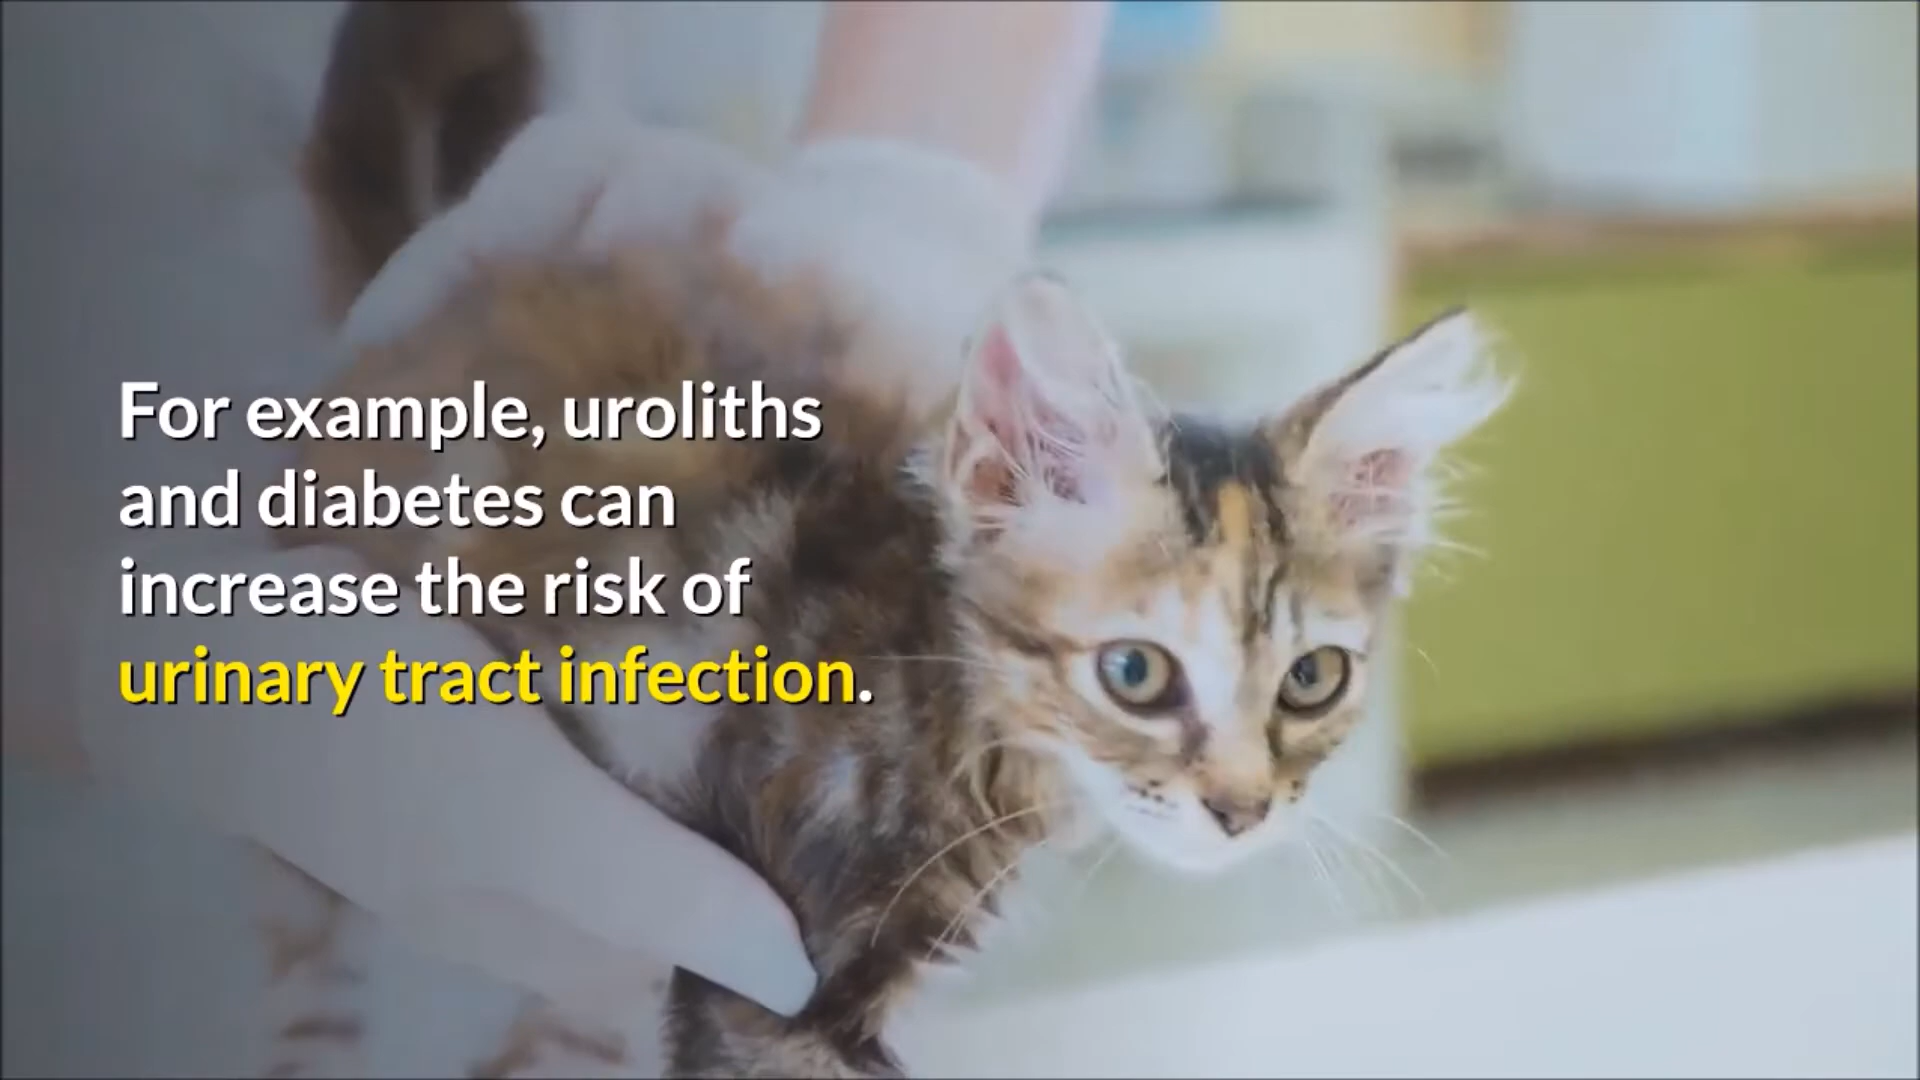 For example, uroliths
and diabetes can
increase the risk of
urinary tract infection.